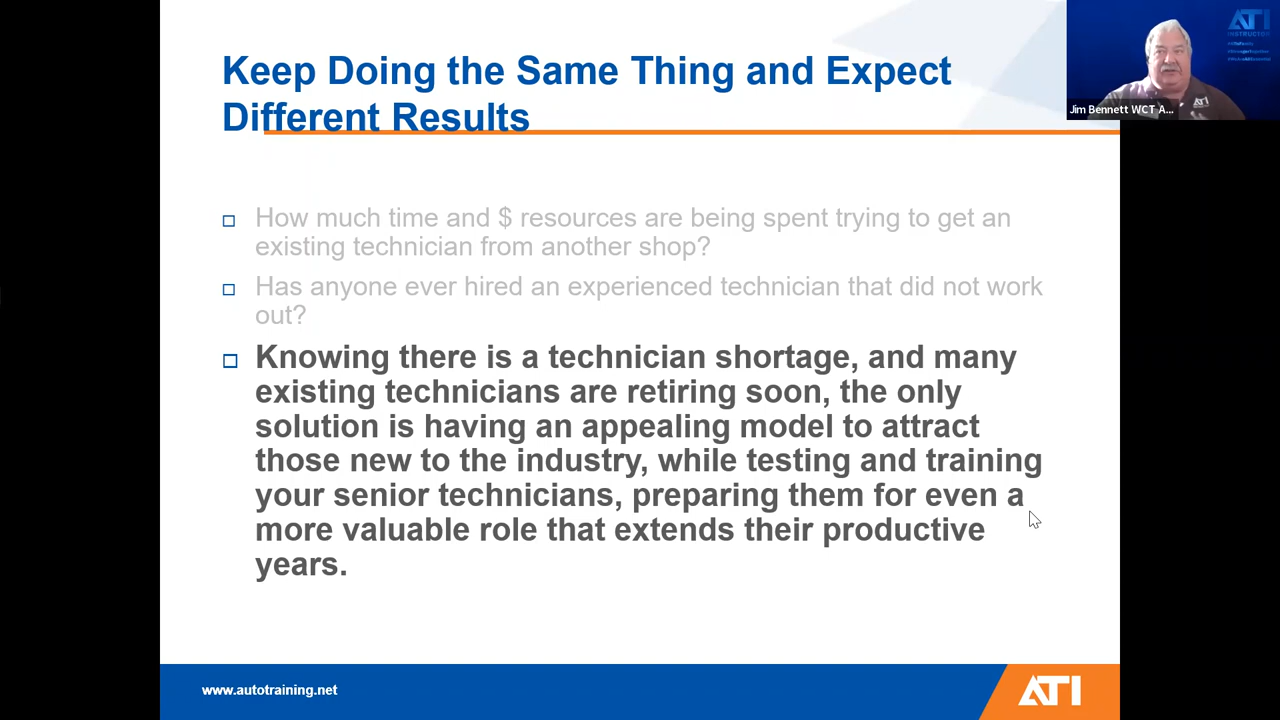 Keep Doing the Same Thing and Expect
Different Results
ATI
INSTRUCTOR
Jim Bennett WCT A...
ATI
How much time and $ resources are being spent trying to get an
existing technician from another shop?
Has anyone ever hired an experienced technician that did not work
out?
Knowing there is a technician shortage, and many
existing technicians are retiring soon, the only
solution is having an appealing model to attract
those new to the industry, while testing and training
your senior technicians, preparing them for even a
more valuable role that extends their productive
years.
www.autotraining.net
ATI